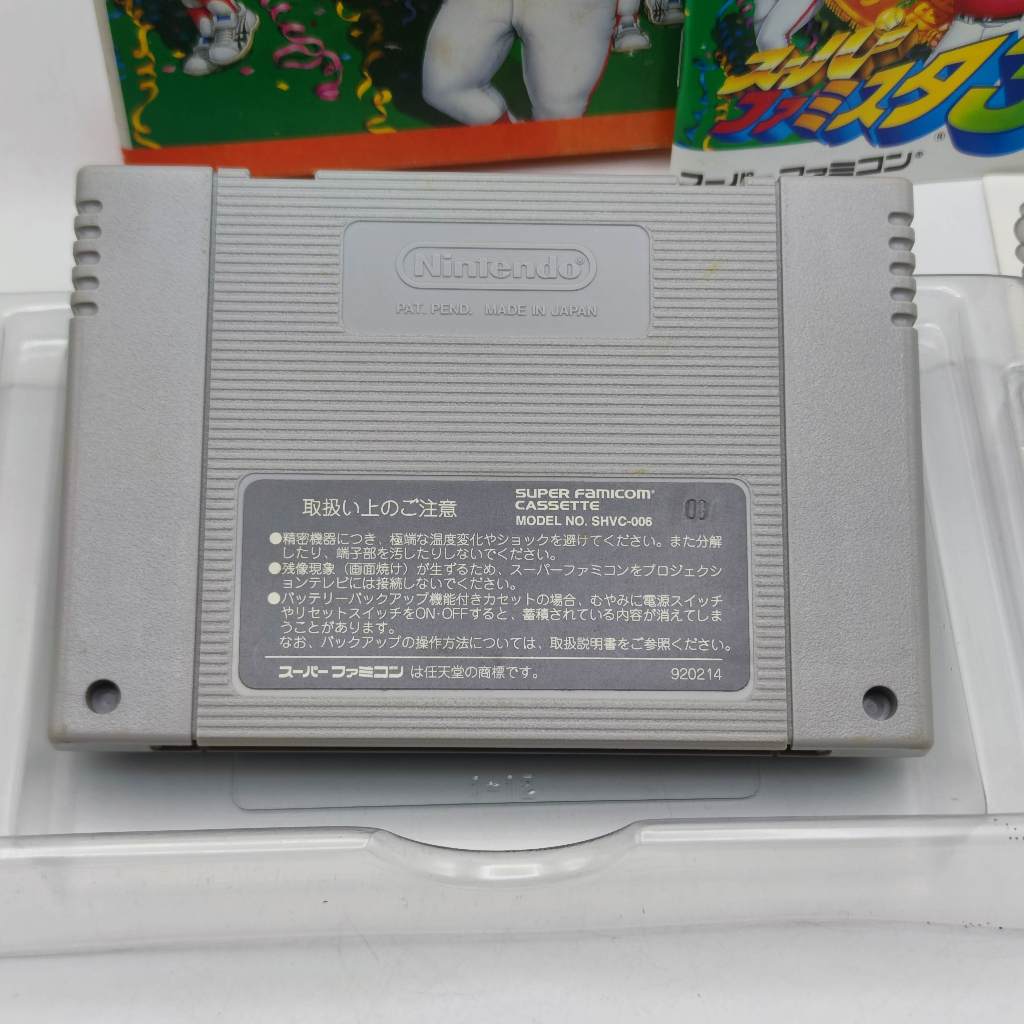 スーパー
ファミスタ3
スーパーファミコン
Nintendo®
PAT. PEND. MADE IN JAPAN
取扱い上のご注意
SUPER FAMICOM
CASSETTE
MODEL NO. SHVC-006
●精密機器につき、極端な温度変化やショックを避けてください。また分解
したり、端子部を汚したりしないでください。
●残像現象(画面焼け)が生ずるため、スーパーファミコンをプロジェクシ
ョンテレビには接続しないでください。
●バッテリーバックアップ機能付きカセットの場合、むやみに電源スイッチ
やリセットスイッチをON・OFFすると、蓄積されている内容が消えてしま
うことがあります。
なお、バックアップの操作方法については、取扱説明書をご参照ください。
スーパーファミコン は任天堂の商標です。
920214